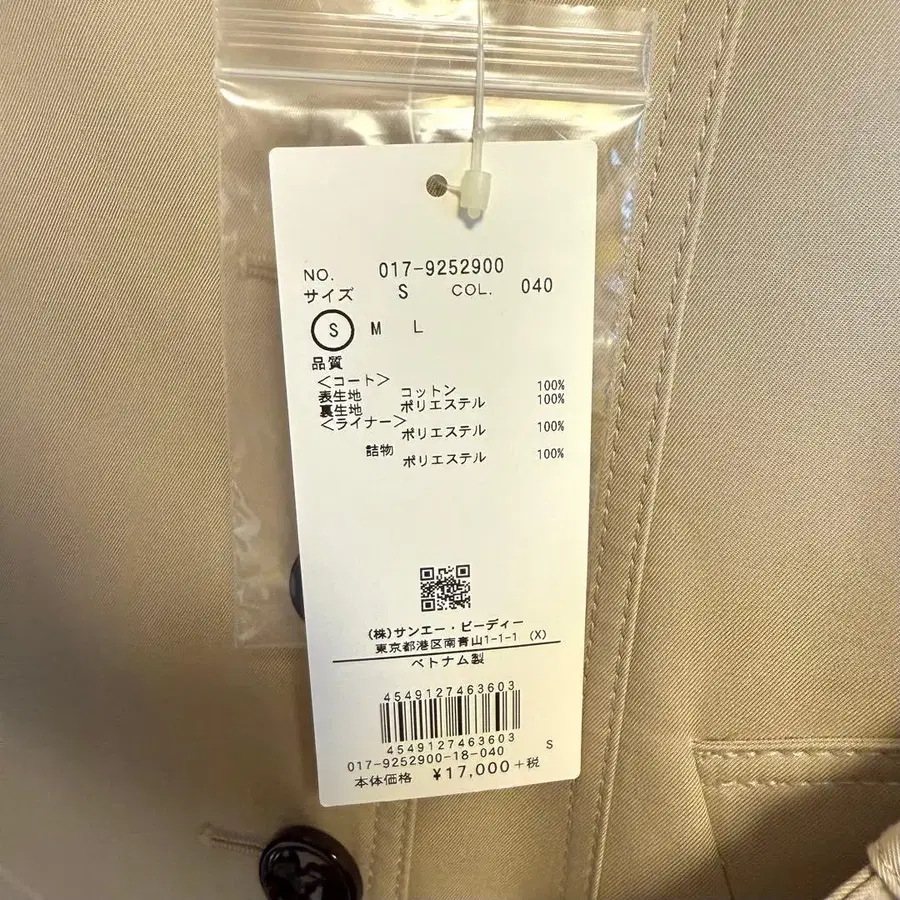 NO. 017-9252900
サイズ S COL. 040
S M L
品質
＜コート＞
表生地 コットン 100%
裏生地 ポリエステル 100%
＜ライナー＞
ポリエステル 100%
詰物
ポリエステル 100%
(株)サンエー・ビーディー
東京都港区南青山1-1-1 (X)
ベトナム製
4549127463603
4549127463603
017-9252900-18-040 S
本体価格 ¥17,000+税